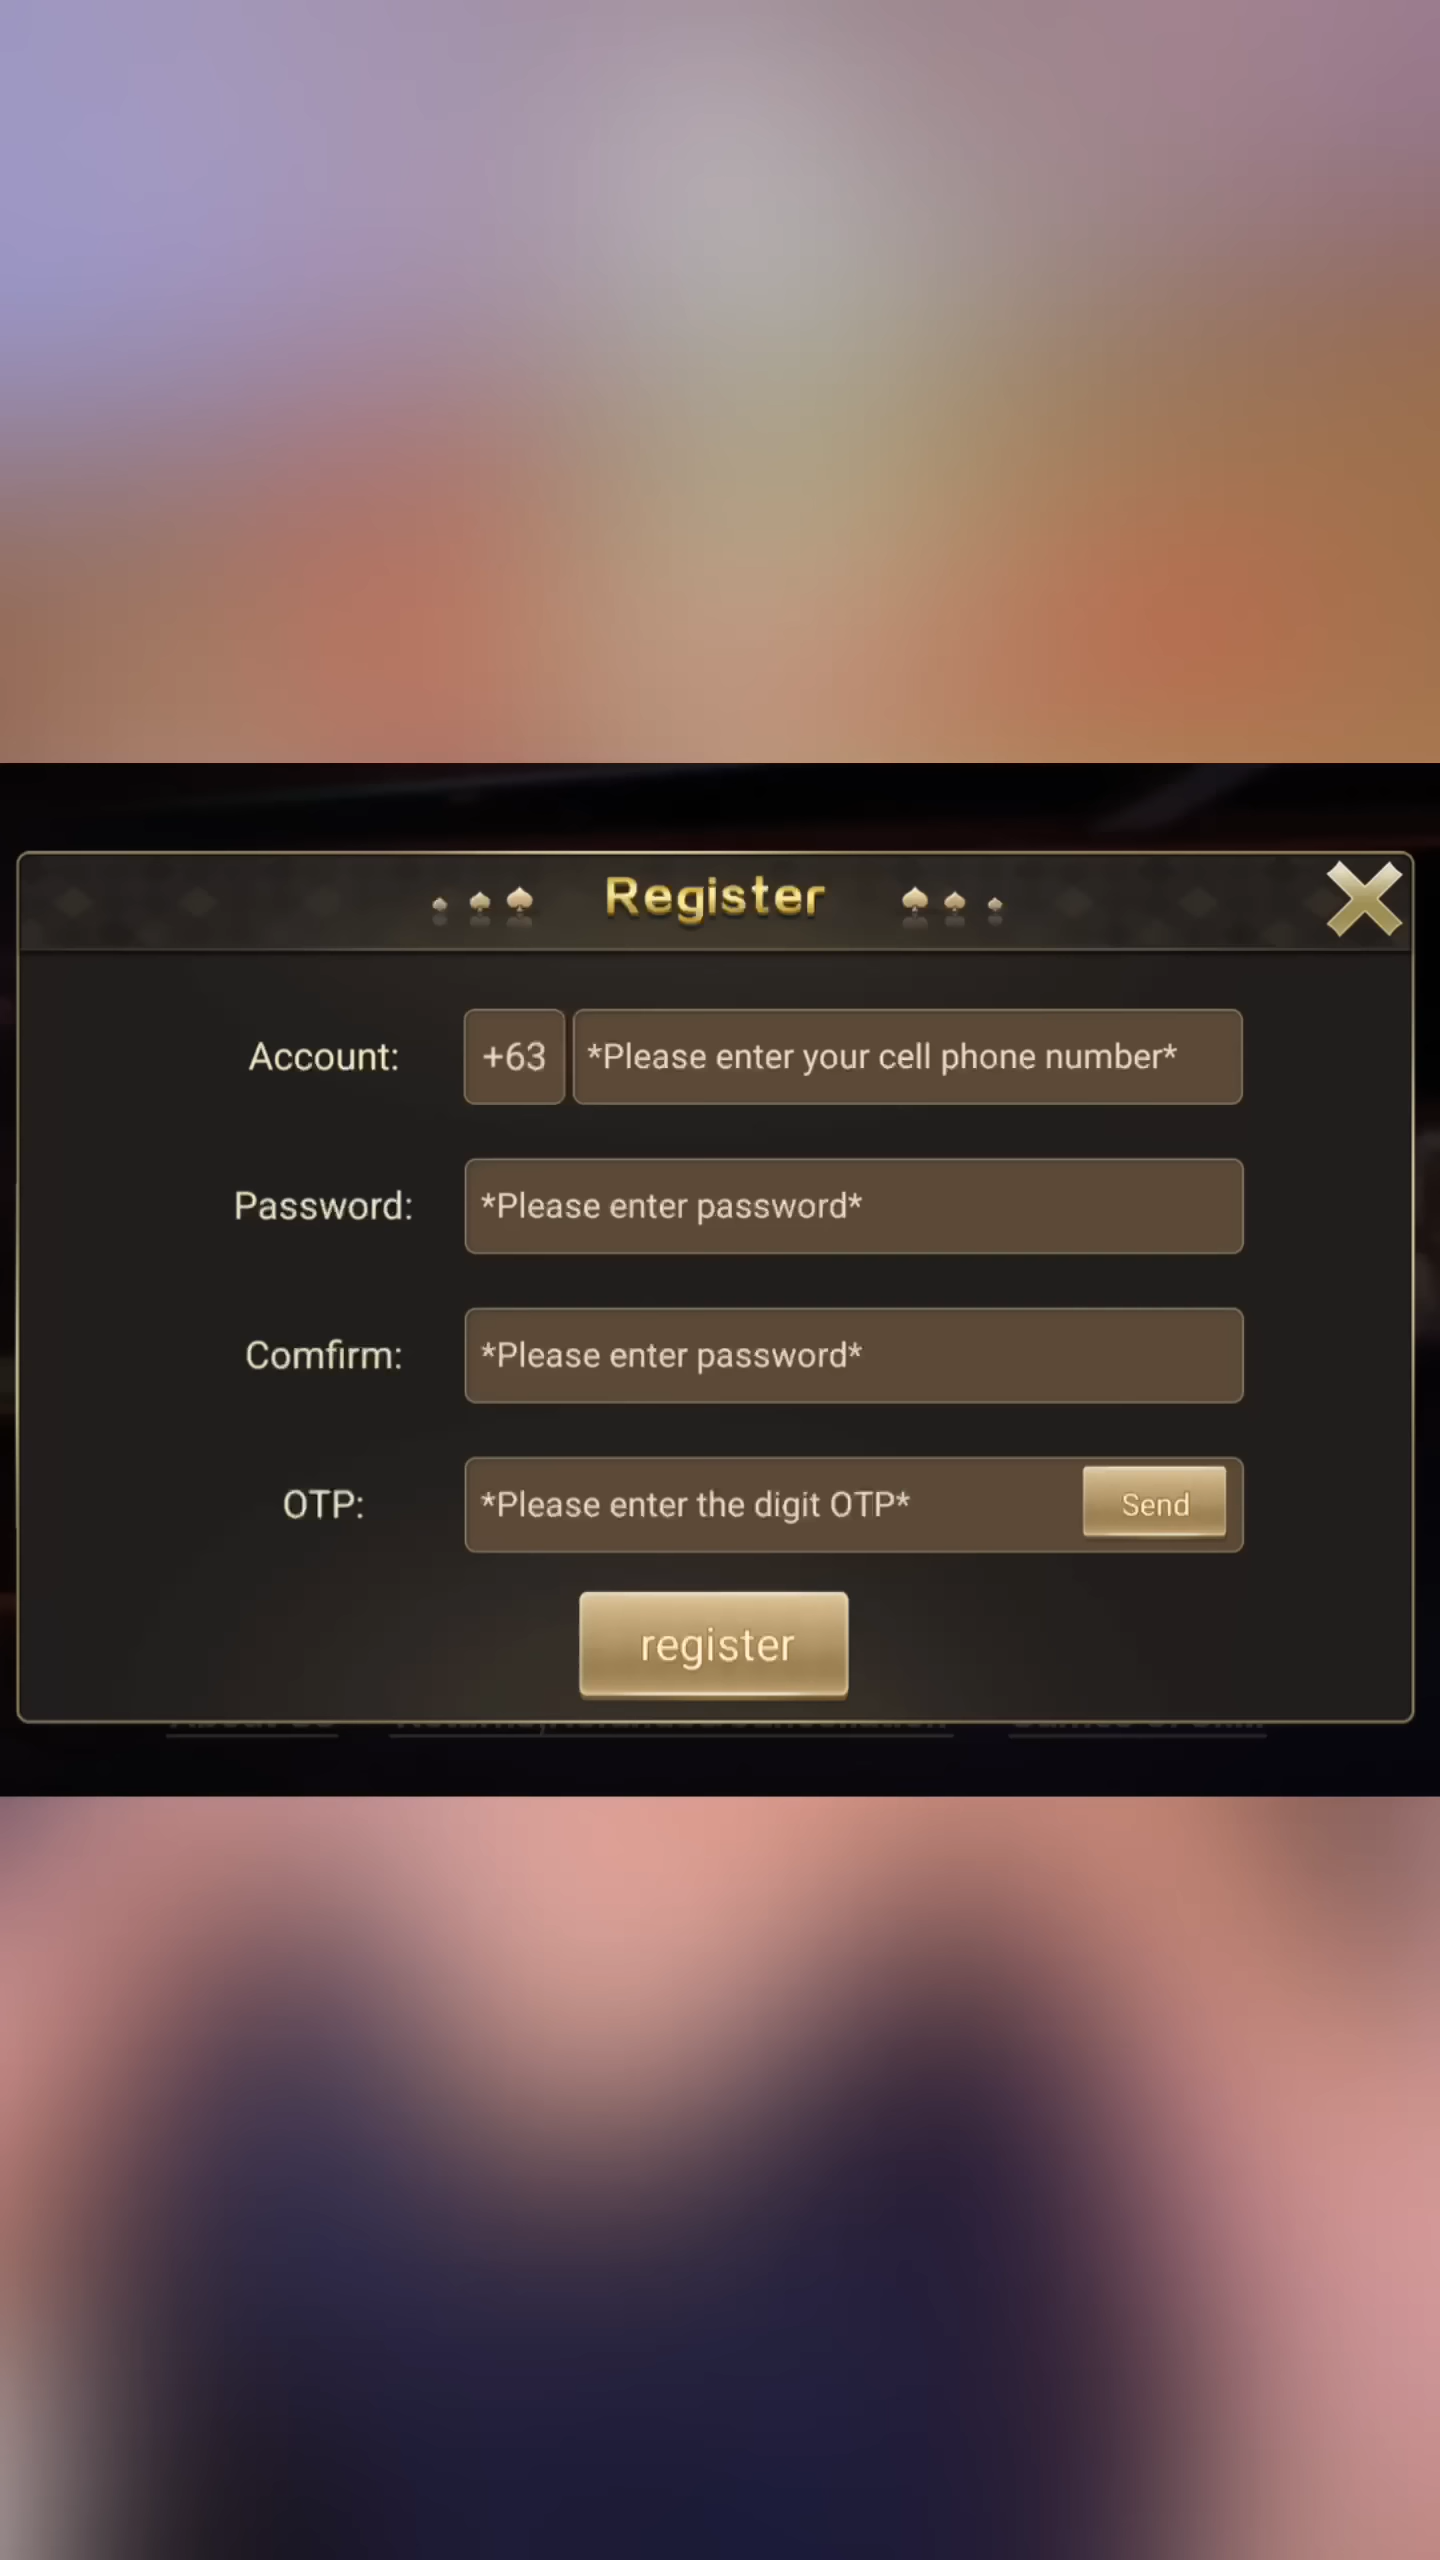 Register
Account: +63 *Please enter your cell phone number*
Password: *Please enter password*
Comfirm: *Please enter password*
OTP: *Please enter the digit OTP* Send
register